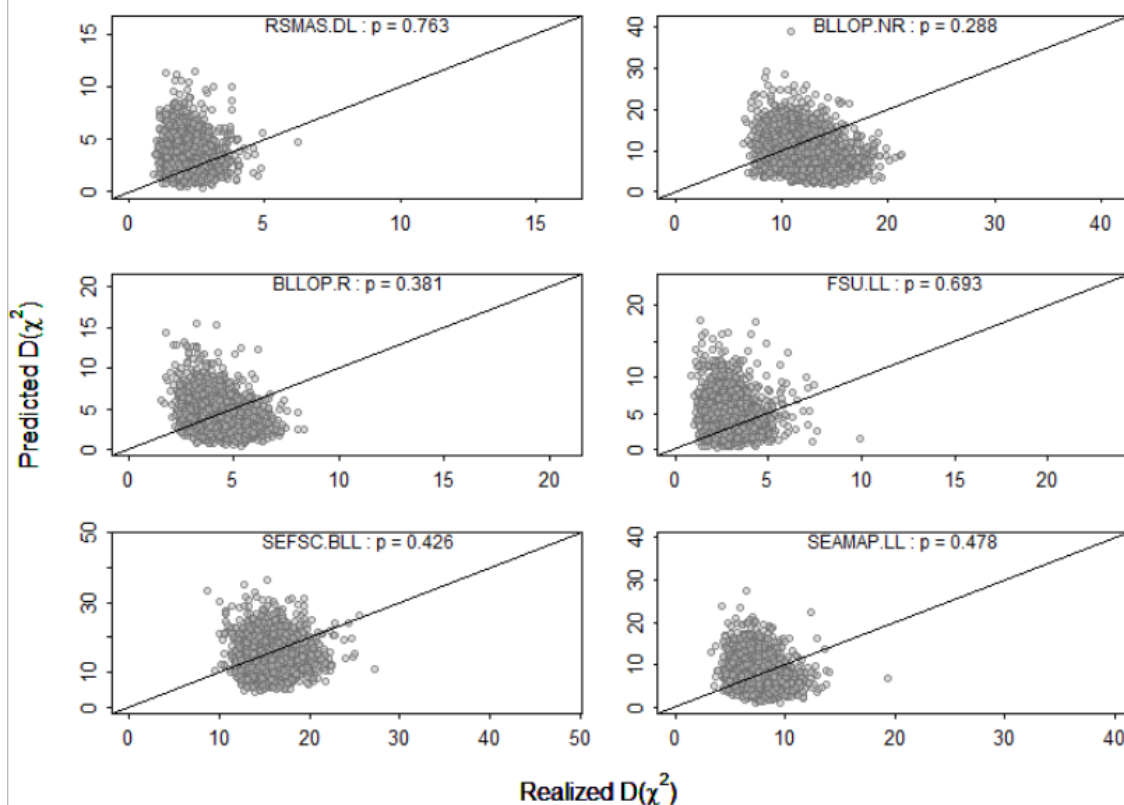 RSMAS.DL : p = 0.763
15
10
5
0
0 5 10 15
BLLOP.NR : p = 0.288
40
30
20
10
0
0 10 20 30 40
BLLOP.R : p = 0.381
20
15
10
5
0
0 5 10 15 20
FSU.LL : p = 0.693
20
10
5
0
0 5 10 15 20
SEFSC.BLL : p = 0.426
50
30
10
0
0 10 20 30 40 50
SEAMAP.LL : p = 0.478
40
30
20
10
0
0 10 20 30 40
Predicted D(χ²)
Realized D(χ²)